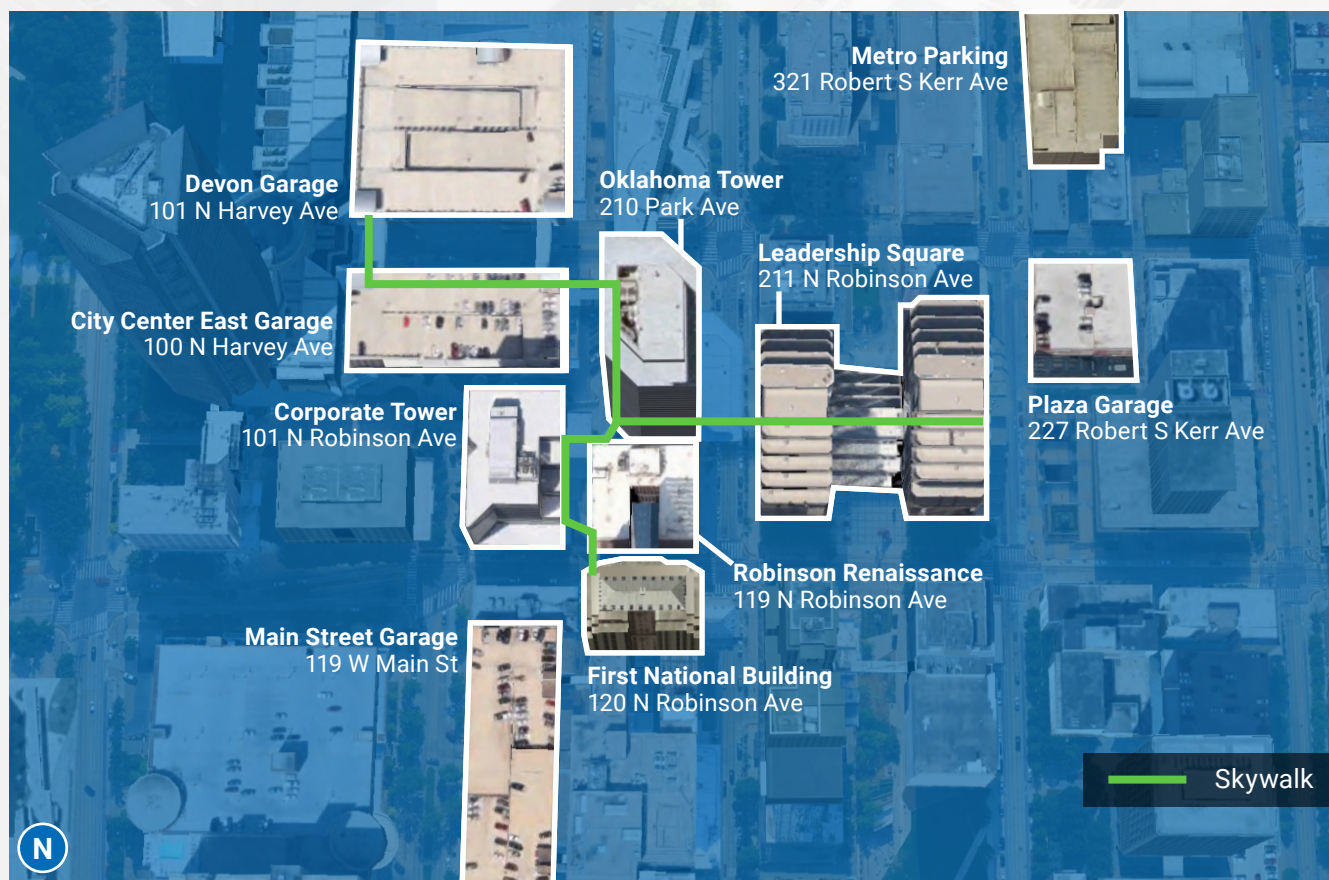 Metro Parking
321 Robert S Kerr Ave
Devon Garage
101 N Harvey Ave
Oklahoma Tower
210 Park Ave
Leadership Square
211 N Robinson Ave
City Center East Garage
100 N Harvey Ave
Corporate Tower
101 N Robinson Ave
Plaza Garage
227 Robert S Kerr Ave
Robinson Renaissance
119 N Robinson Ave
Main Street Garage
119 W Main St
First National Building
120 N Robinson Ave
Skywalk
N